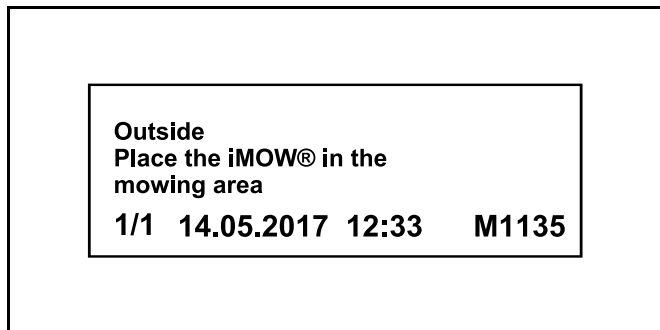 Outside
Place the iMOW® in the
mowing area
1/1 14.05.2017 12:33 M1135